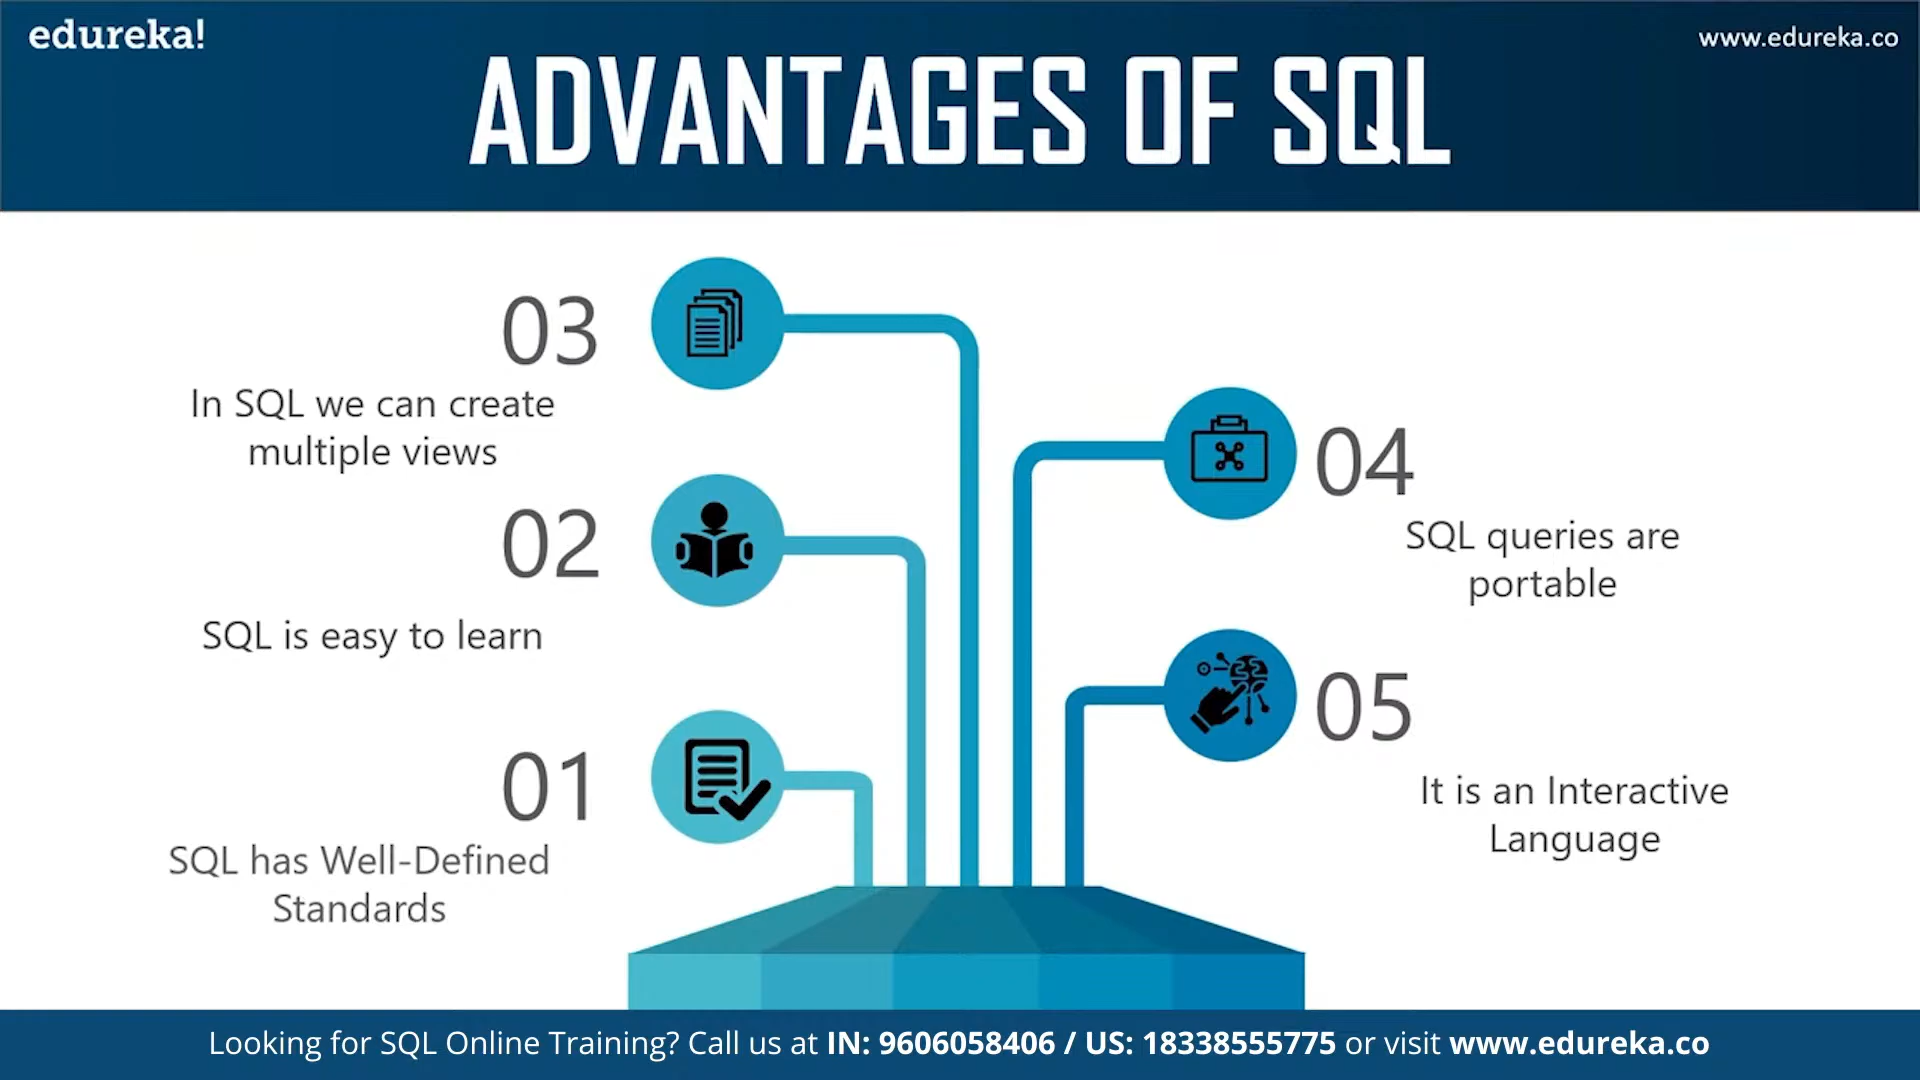 edureka!
www.edureka.co
ADVANTAGES OF SQL
03
In SQL we can create
multiple views
02
SQL is easy to learn
01
SQL has Well-Defined
Standards
04
SQL queries are
portable
05
It is an Interactive
Language
Looking for SQL Online Training? Call us at IN: 9606058406 / US: 18338555775 or visit www.edureka.co